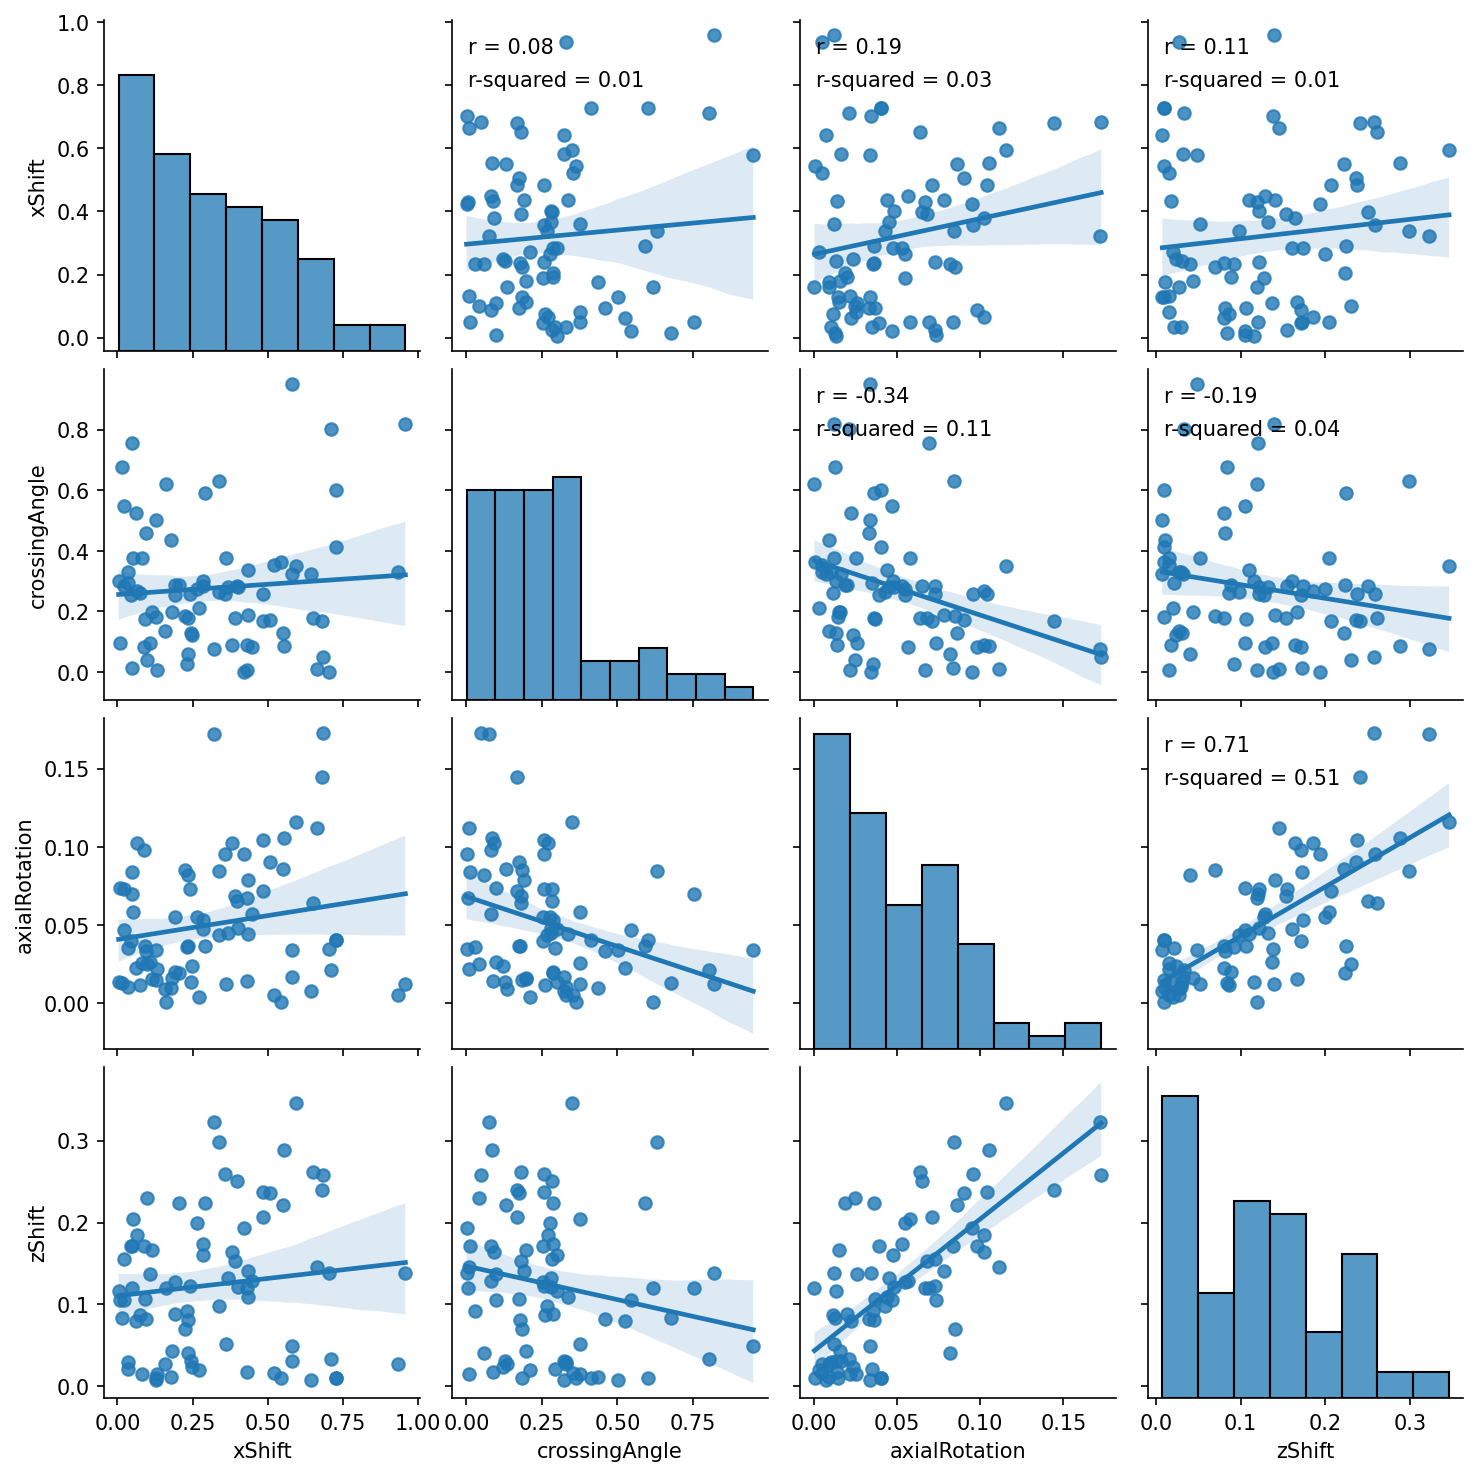 1.0
0.8
0.6
0.4
0.2
0.0
xShift
r = 0.08
r-squared = 0.01
r = 0.19
r-squared = 0.03
r = 0.11
r-squared = 0.01
0.8
0.6
0.4
0.2
0.0
crossingAngle
r = -0.34
r-squared = 0.11
r = -0.19
r-squared = 0.04
0.15
0.10
0.05
0.00
axialRotation
r = 0.71
r-squared = 0.51
0.3
0.2
0.1
0.0
zShift
0.00 0.25 0.50 0.75 1.00
xShift
0.00 0.25 0.50 0.75
crossingAngle
0.00 0.05 0.10 0.15
axialRotation
0.0 0.1 0.2 0.3
zShift